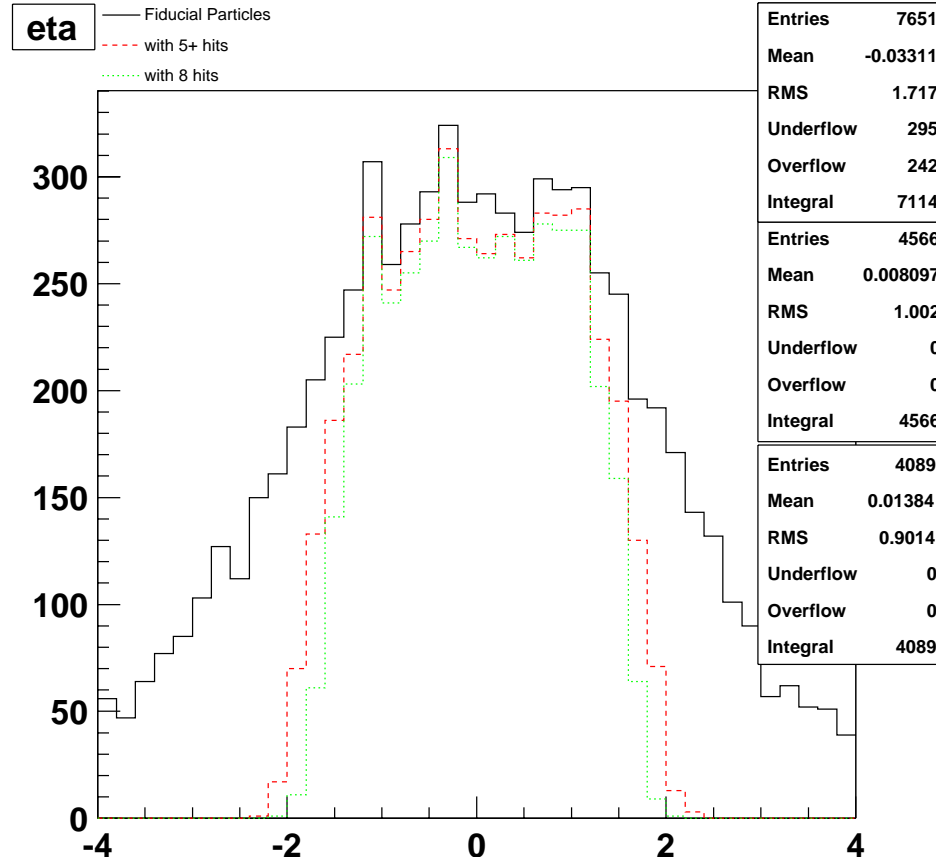 eta
Fiducial Particles
with 5+ hits
with 8 hits
Entries 7651
Mean -0.03311
RMS 1.717
Underflow 295
Overflow 242
Integral 7114
Entries 4566
Mean 0.008097
RMS 1.002
Underflow 0
Overflow 0
Integral 4566
Entries 4089
Mean 0.01384
RMS 0.9014
Underflow 0
Overflow 0
Integral 4089
300
250
200
150
100
50
0
-4 -2 0 2 4